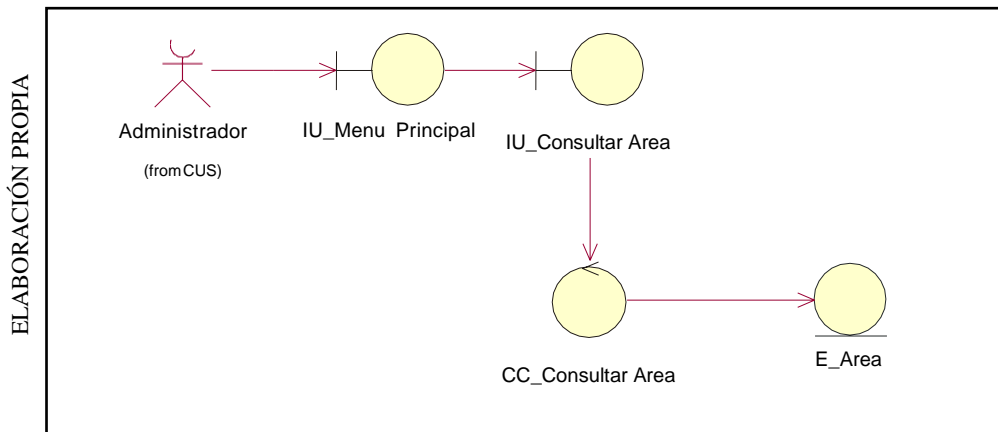 ELABORACIÓN PROPIA
Administrador
(from CUS)
IU_Menu Principal
IU_Consultar Area
CC_Consultar Area
E_Area